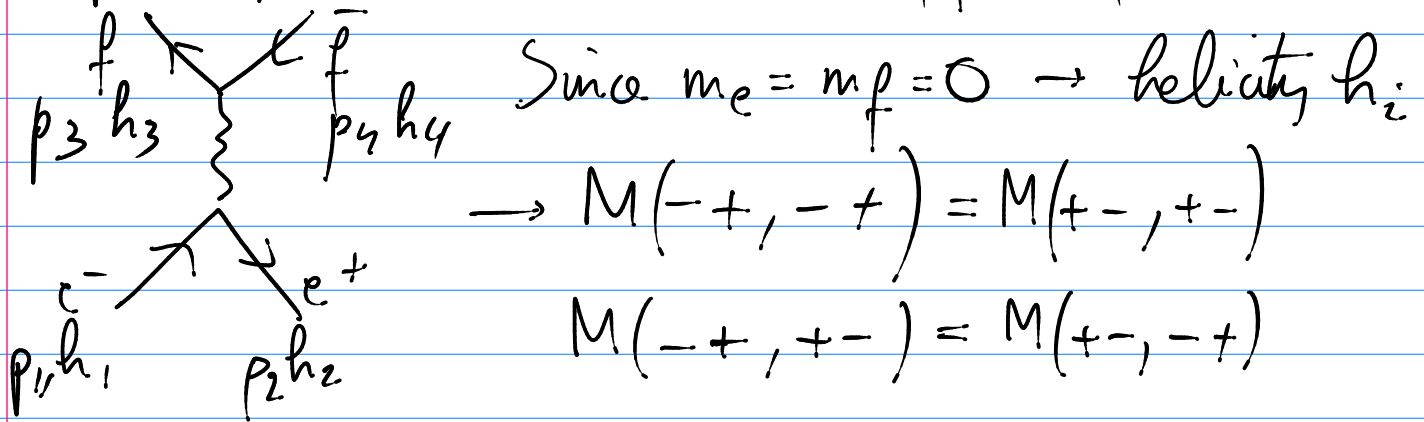 f f̄ Since me = mf = 0 → helicity hi
p3 h3 p4 h4
→ M(-+, -+) = M(+-, +-)
e- e+
M(-+, +-) = M(+-, -+)
p1, h1 p2 h2